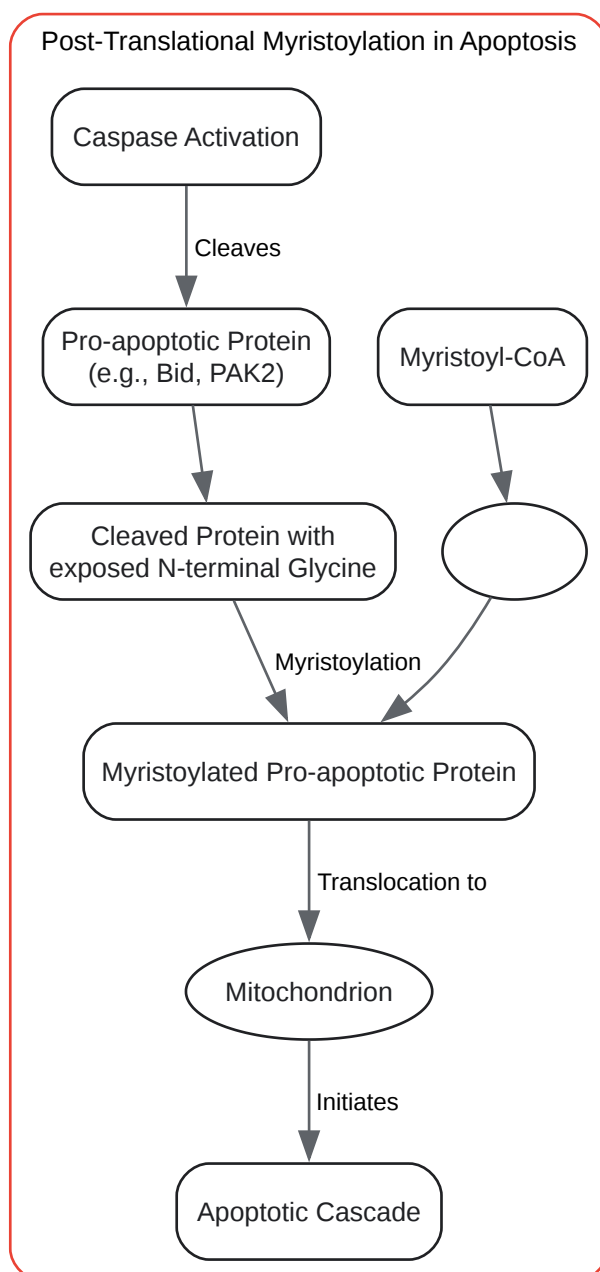 Post-Translational Myristoylation in Apoptosis
Caspase Activation
Cleaves
Pro-apoptotic Protein
(e.g., Bid, PAK2)
Myristoyl-CoA
Cleaved Protein with
exposed N-terminal Glycine
Myristoylation
Myristoylated Pro-apoptotic Protein
Translocation to
Mitochondrion
Initiates
Apoptotic Cascade